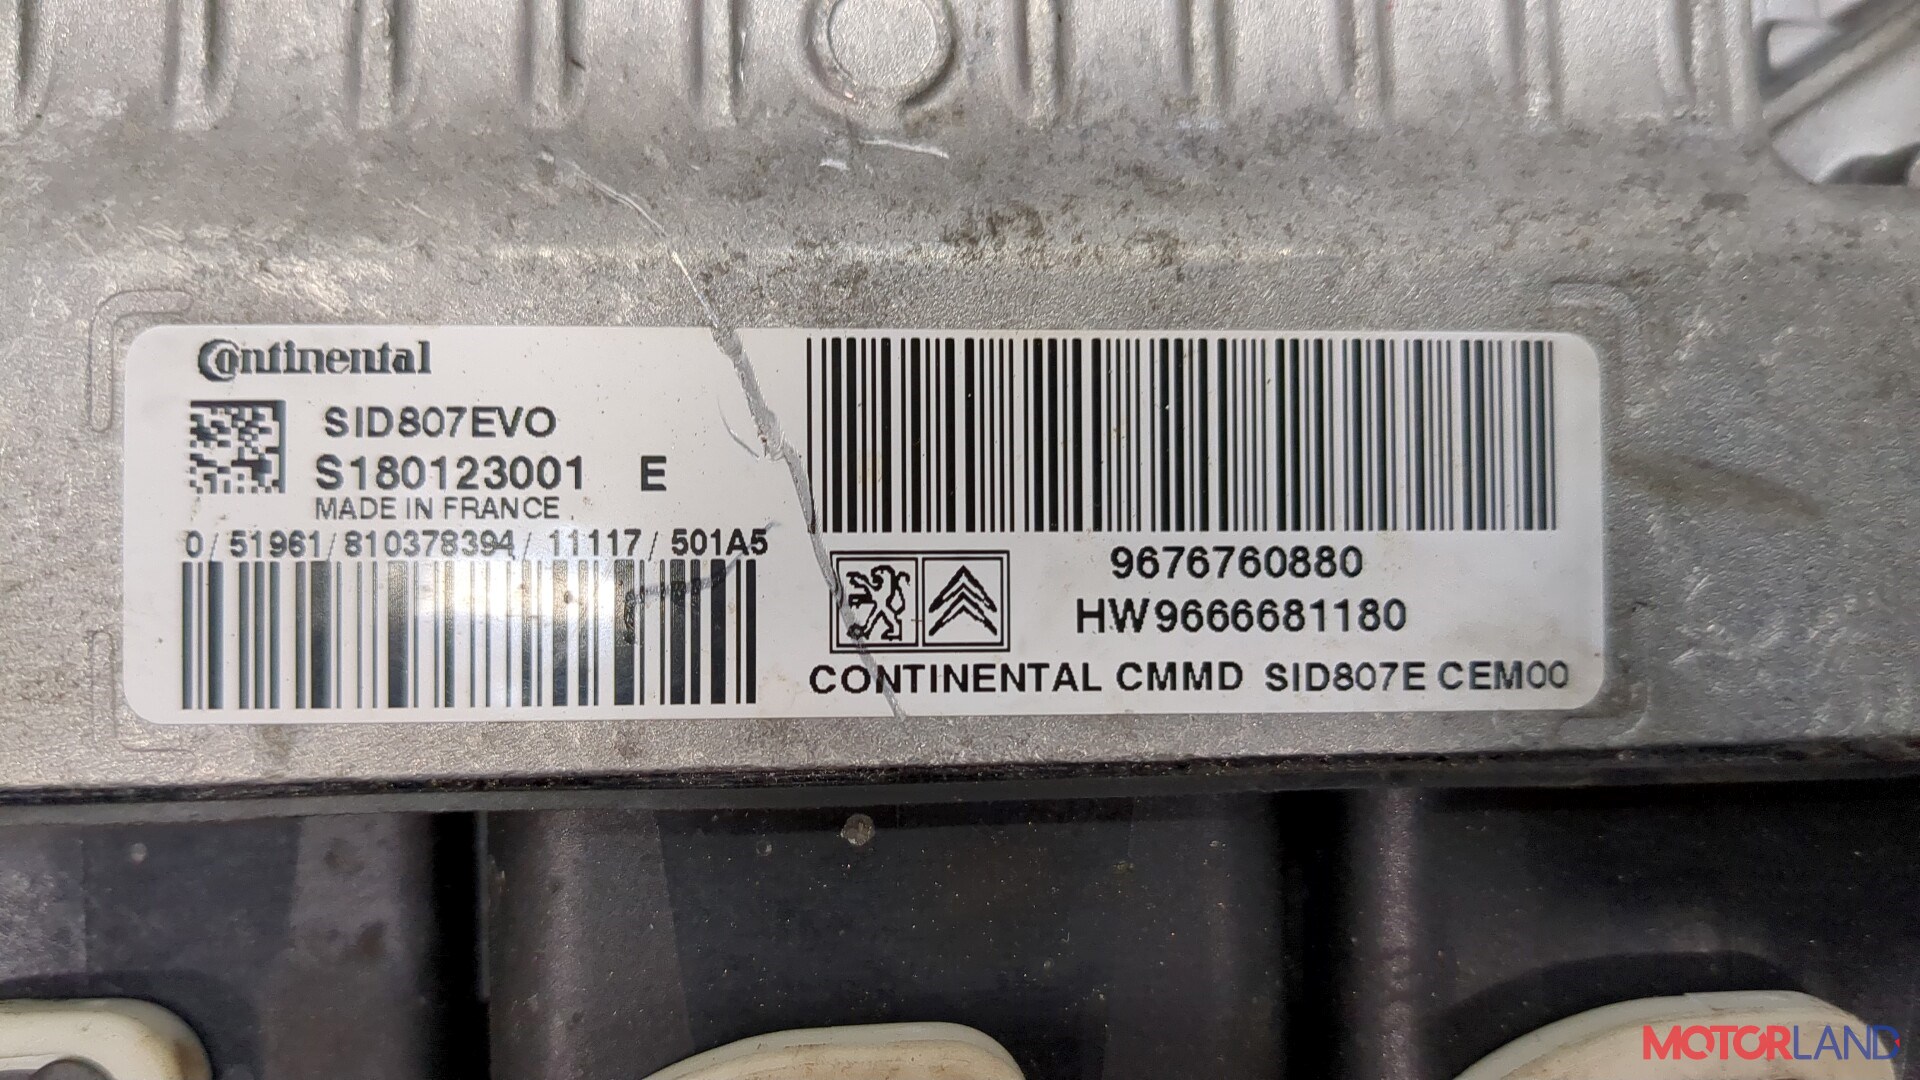 Continental
SID807EVO
S180123001 E
MADE IN FRANCE
0/51961/810378394/11117/501A5
9676760880
HW9666681180
CONTINENTAL CMMD SID807E CEM00
MOTORLAND